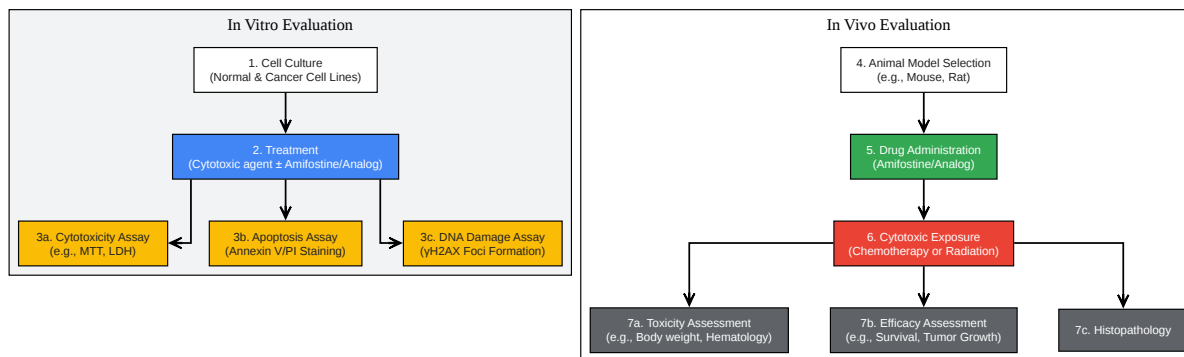 In Vitro Evaluation
1. Cell Culture
(Normal & Cancer Cell Lines)
2. Treatment
(Cytotoxic agent ± Amifostine/Analog)
3a. Cytotoxicity Assay
(e.g., MTT, LDH)
3b. Apoptosis Assay
(Annexin V/PI Staining)
3c. DNA Damage Assay
(γH2AX Foci Formation)
In Vivo Evaluation
4. Animal Model Selection
(e.g., Mouse, Rat)
5. Drug Administration
(Amifostine/Analog)
6. Cytotoxic Exposure
(Chemotherapy or Radiation)
7a. Toxicity Assessment
(e.g., Body weight, Hematology)
7b. Efficacy Assessment
(e.g., Survival, Tumor Growth)
7c. Histopathology